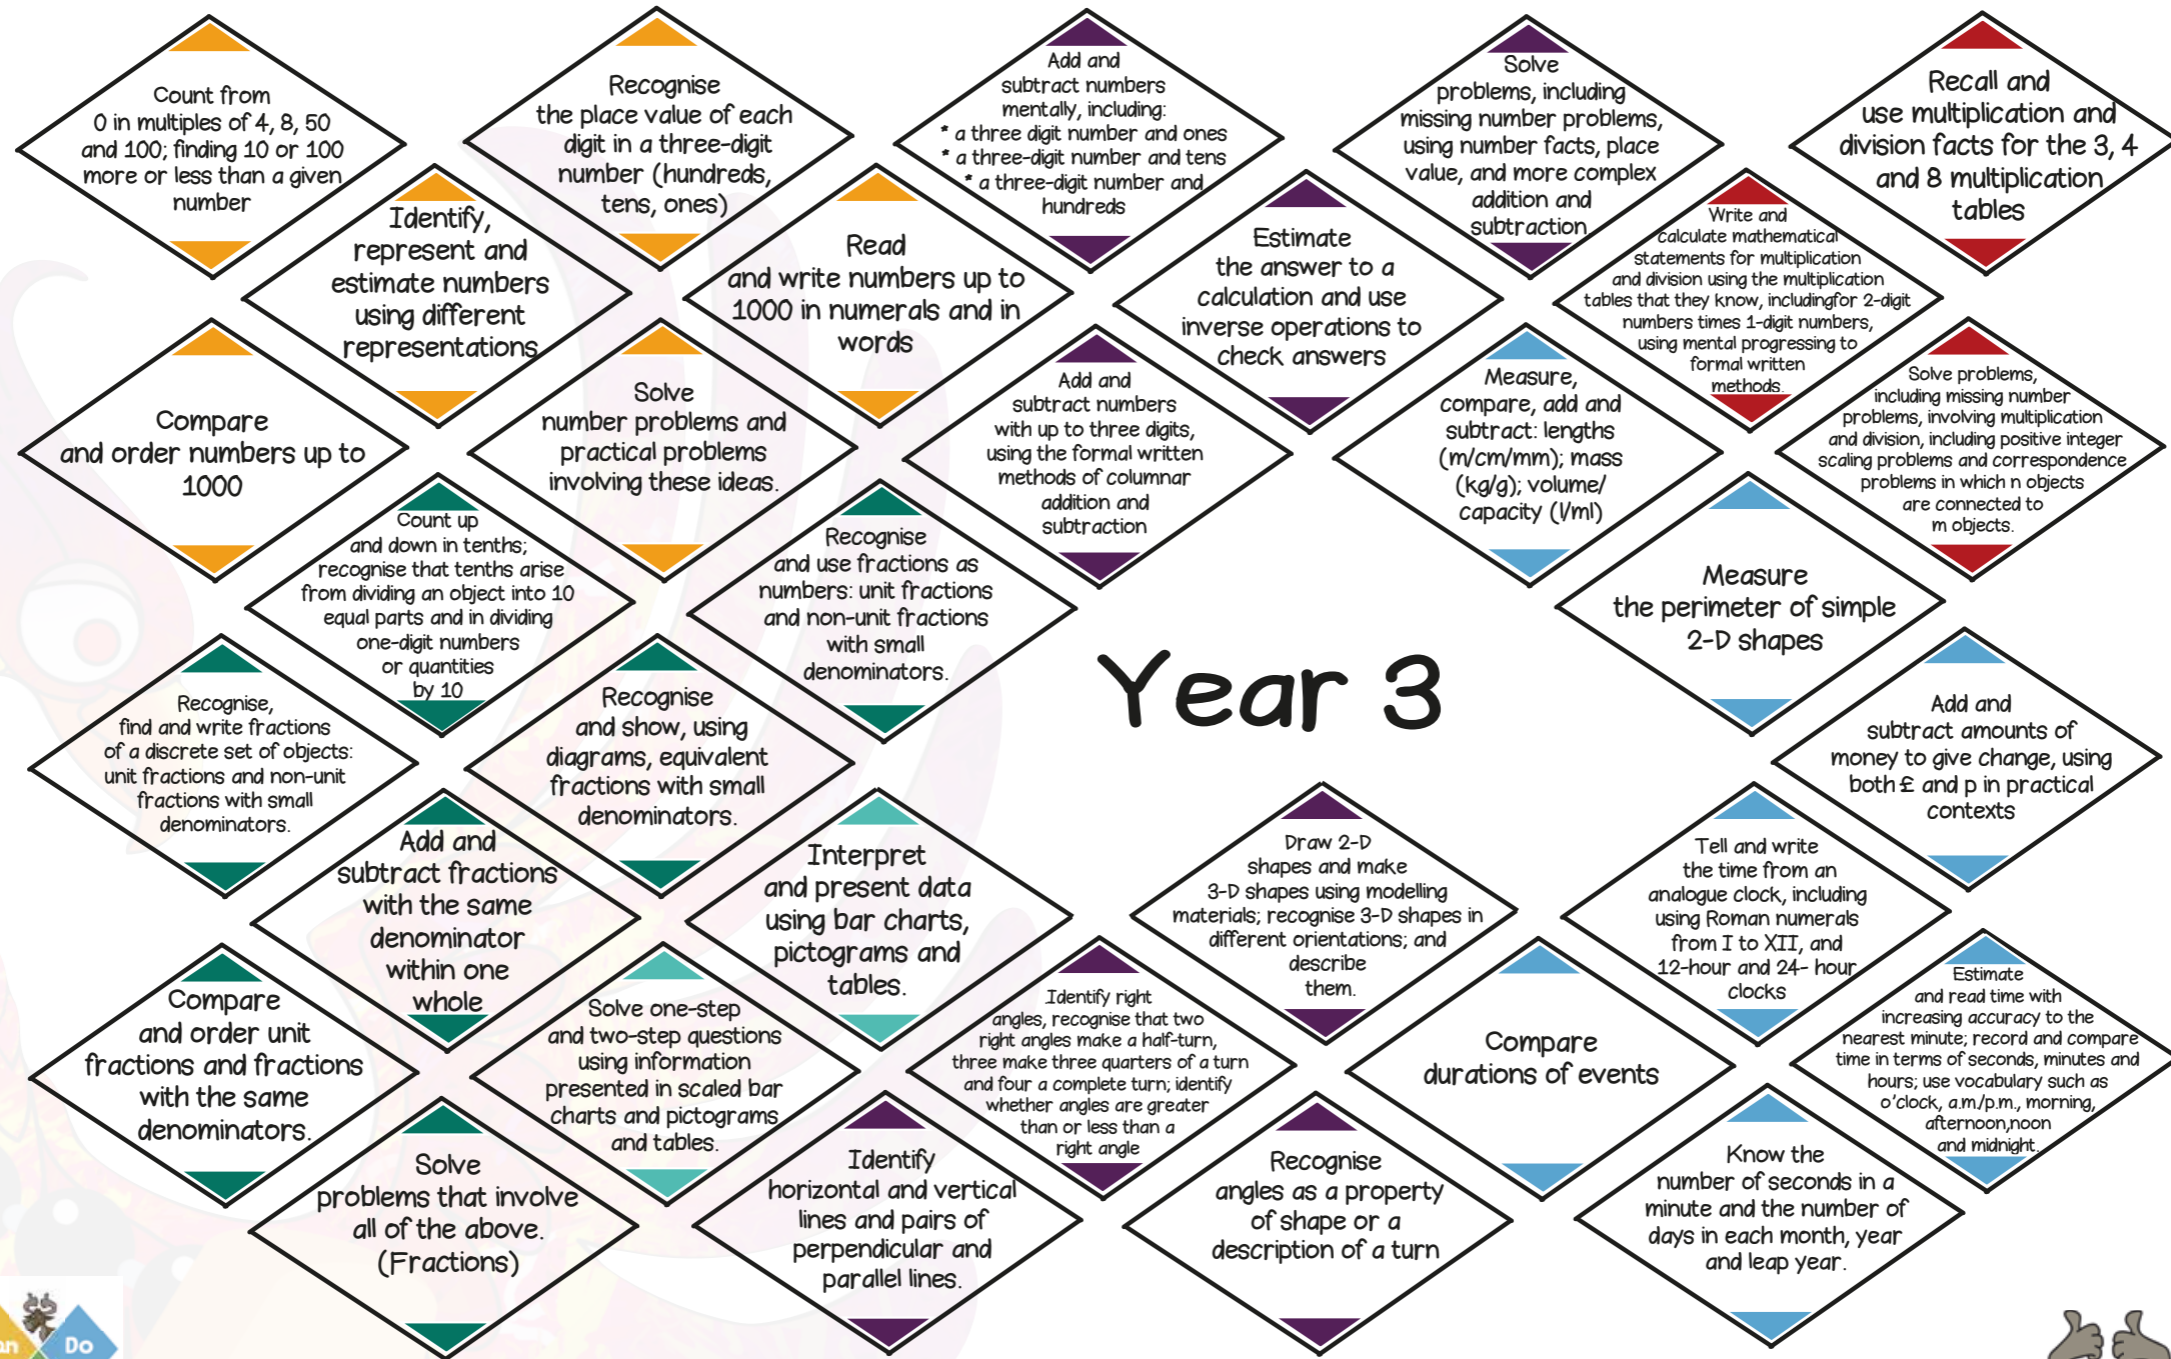 Count from
0 in multiples of 4, 8, 50
and 100; finding 10 or 100
more or less than a given
number
Recognise
the place value of each
digit in a three-digit
number (hundreds,
tens, ones)
Add and
subtract numbers
mentally, including:
* a three digit number and ones
* a three-digit number and tens
* a three-digit number and
hundreds
Solve
problems, including
missing number problems,
using number facts, place
value, and more complex
addition and
subtraction
Recall and
use multiplication and
division facts for the 3, 4
and 8 multiplication
tables
Identify,
represent and
estimate numbers
using different
representations
Read
and write numbers up to
1000 in numerals and in
words
Estimate
the answer to a
calculation and use
inverse operations to
check answers
Write and
calculate mathematical
statements for multiplication
and division using the multiplication
tables that they know, includingfor 2-digit
numbers times 1-digit numbers,
using mental progressing to
formal written
methods.
Compare
and order numbers up to
1000
Solve
number problems and
practical problems
involving these ideas.
Add and
subtract numbers
with up to three digits,
using the formal written
methods of columnar
addition and
subtraction
Measure,
compare, add and
subtract: lengths
(m/cm/mm); mass
(kg/g); volume/
capacity (l/ml)
Solve problems,
including missing number
problems, involving multiplication
and division, including positive integer
scaling problems and correspondence
problems in which n objects
are connected to
m objects.
Count up
and down in tenths;
recognise that tenths arise
from dividing an object into 10
equal parts and in dividing
one-digit numbers
or quantities
by 10
Recognise
and use fractions as
numbers: unit fractions
and non-unit fractions
with small
denominators.
Measure
the perimeter of simple
2-D shapes
Year 3
Recognise,
find and write fractions
of a discrete set of objects:
unit fractions and non-unit
fractions with small
denominators.
Recognise
and show, using
diagrams, equivalent
fractions with small
denominators.
Add and
subtract amounts of
money to give change, using
both £ and p in practical
contexts
Add and
subtract fractions
with the same
denominator
within one
whole
Interpret
and present data
using bar charts,
pictograms and
tables.
Draw 2-D
shapes and make
3-D shapes using modelling
materials; recognise 3-D shapes in
different orientations; and
describe
them.
Tell and write
the time from an
analogue clock, including
using Roman numerals
from I to XII, and
12-hour and 24- hour
clocks
Compare
and order unit
fractions and fractions
with the same
denominators.
Solve one-step
and two-step questions
using information
presented in scaled bar
charts and pictograms
and tables.
Identify right
angles, recognise that two
right angles make a half-turn,
three make three quarters of a turn
and four a complete turn; identify
whether angles are greater
than or less than a
right angle
Compare
durations of events
Estimate
and read time with
increasing accuracy to the
nearest minute; record and compare
time in terms of seconds, minutes and
hours; use vocabulary such as
o'clock, a.m/p.m., morning,
afternoon,noon
and midnight.
Solve
problems that involve
all of the above.
(Fractions)
Identify
horizontal and vertical
lines and pairs of
perpendicular and
parallel lines.
Recognise
angles as a property
of shape or a
description of a turn
Know the
number of seconds in a
minute and the number of
days in each month, year
and leap year.
Do